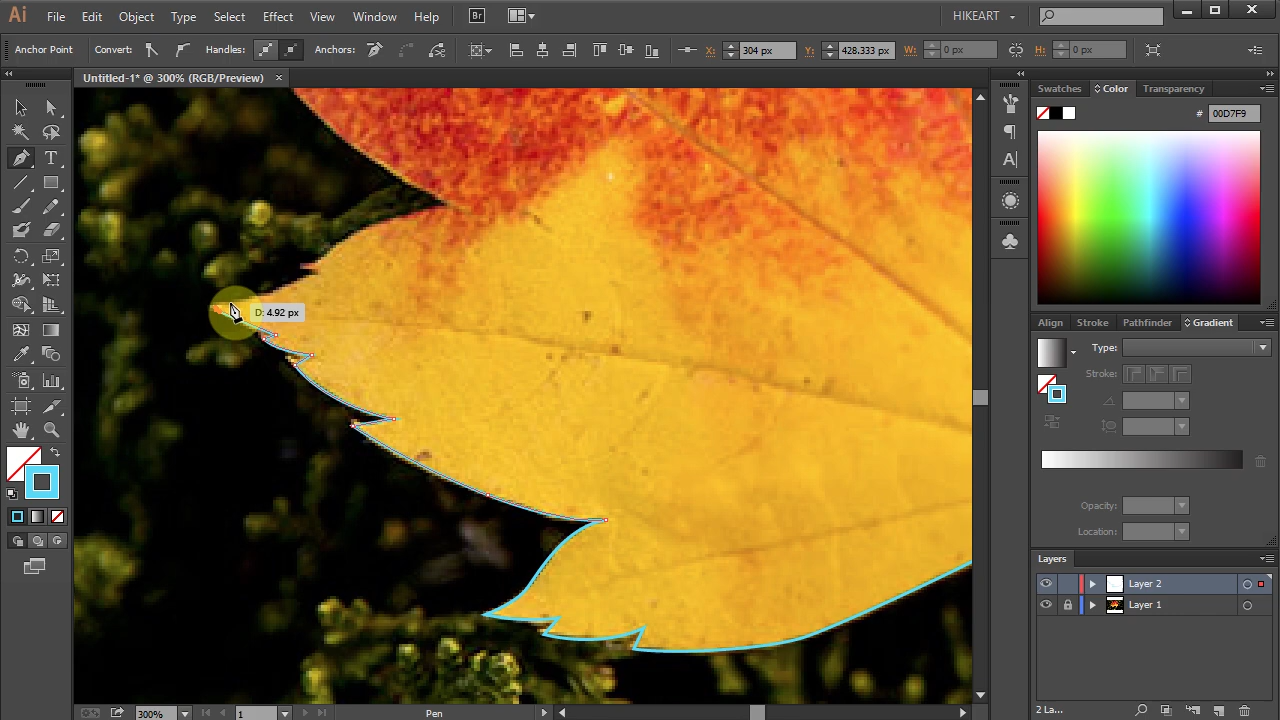 Ai File Edit Object Type Select Effect View Window Help Br HIKEART
Anchor Point Convert: Handles: Anchors: X: 304 px Y: 428.333 px W: 0 px H: 0 px
Untitled-1* @ 300% (RGB/Preview) ×
Swatches Color Transparency
# 00D7F9
T
A
D: 4.92 px
Align Stroke Pathfinder Gradient
Type:
Stroke:
Opacity:
Location:
Layers
Layer 2
Layer 1
2 La...
300% 1 Pen